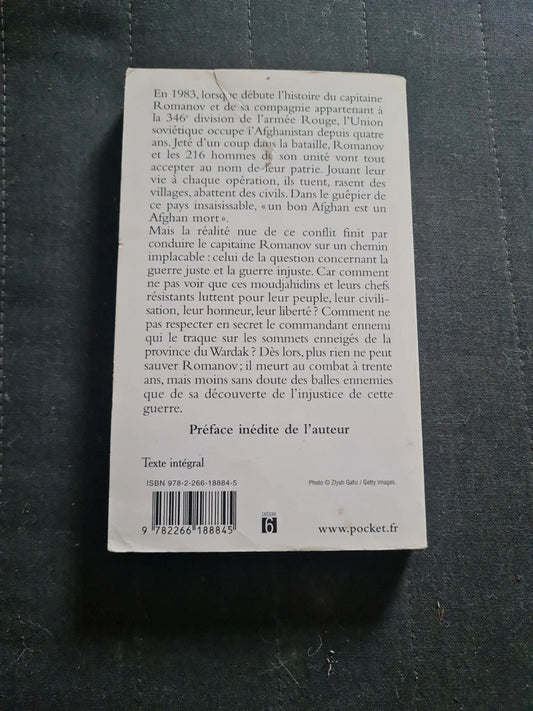 En 1983, lorsque débute l'histoire du capitaine
Romanov et de sa compagnie appartenant à
la 346e division de l'armée Rouge, l'Union
soviétique occupe l'Afghanistan depuis quatre
ans. Jeté d'un coup dans la bataille, Romanov
et les 216 hommes de son unité vont tout
accepter au nom de leur patrie. Jouant leur
vie à chaque opération, ils tuent, rasent des
villages, abattent des civils. Dans le guêpier de
ce pays insaisissable, « un bon Afghan est un
Afghan mort ».
Mais la réalité nue de ce conflit finit par
conduire le capitaine Romanov sur un chemin
implacable : celui de la question concernant la
guerre juste et la guerre injuste. Car comment
ne pas voir que ces moudjahidins et leurs chefs
résistants luttent pour leur peuple, leur civili-
sation, leur honneur, leur liberté ? Comment ne
pas respecter en secret le commandant ennemi
qui le traque sur les sommets enneigés de la
province du Wardak ? Dès lors, plus rien ne peut
sauver Romanov ; il meurt au combat à trente
ans, mais moins sans doute des balles ennemies
que de sa découverte de l'injustice de cette
guerre.
Préface inédite de l'auteur
Texte intégral
ISBN 978-2-266-18884-5
Photo © Ziyah Gafic / Getty Images.
9 782266 188845
CATÉGORIE
6
www.pocket.fr